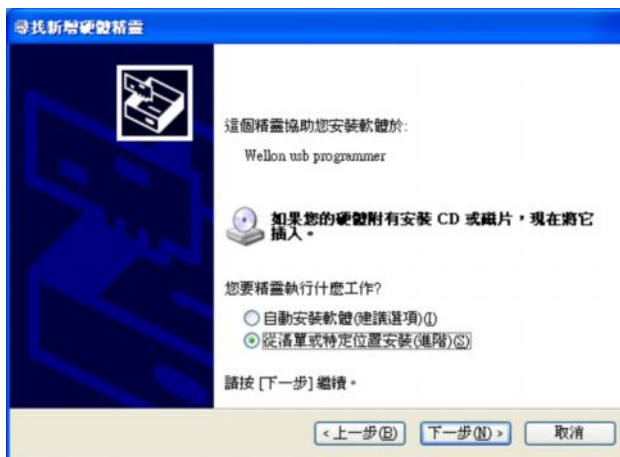 尋找新增硬體精靈
這個精靈協助您安裝軟體於:
Wellon usb programmer
如果您的硬體附有安裝 CD 或磁片，現在將它
插入。
您要精靈執行什麼工作?
自動安裝軟體(建議選項)(I)
從清單或特定位置安裝(進階)(S)
請按 [下一步] 繼續。
< 上一步(B) 下一步(N) > 取消